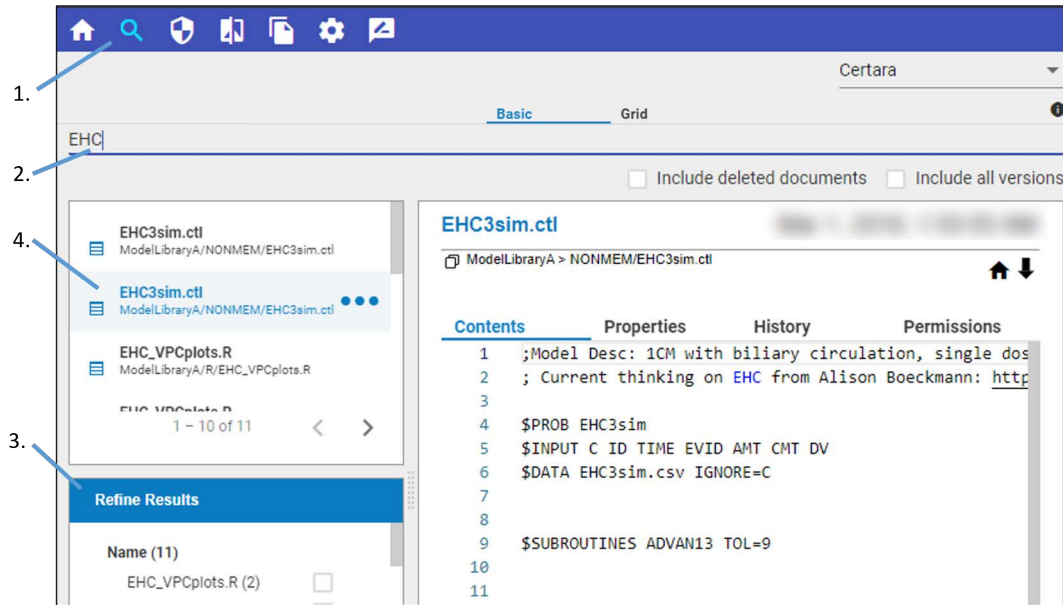 1.
Certara
Basic Grid
EHC
2.
Include deleted documents Include all versions
4.
EHC3sim.ctl
ModelLibraryA/NONMEM/EHC3sim.ctl
EHC3sim.ctl
ModelLibraryA/NONMEM/EHC3sim.ctl
EHC_VPCplots.R
ModelLibraryA/R/EHC_VPCplots.R
EHC_VPCplots.R
1 – 10 of 11
3.
Refine Results
Name (11)
EHC_VPCplots.R (2)
EHC3sim.ctl
ModelLibraryA > NONMEM/EHC3sim.ctl
Contents Properties History Permissions
1 ;Model Desc: 1CM with biliary circulation, single dos
2 ; Current thinking on EHC from Alison Boeckmann: http
3
4 $PROB EHC3sim
5 $INPUT C ID TIME EVID AMT CMT DV
6 $DATA EHC3sim.csv IGNORE=C
7
8
9 $SUBROUTINES ADVAN13 TOL=9
10
11